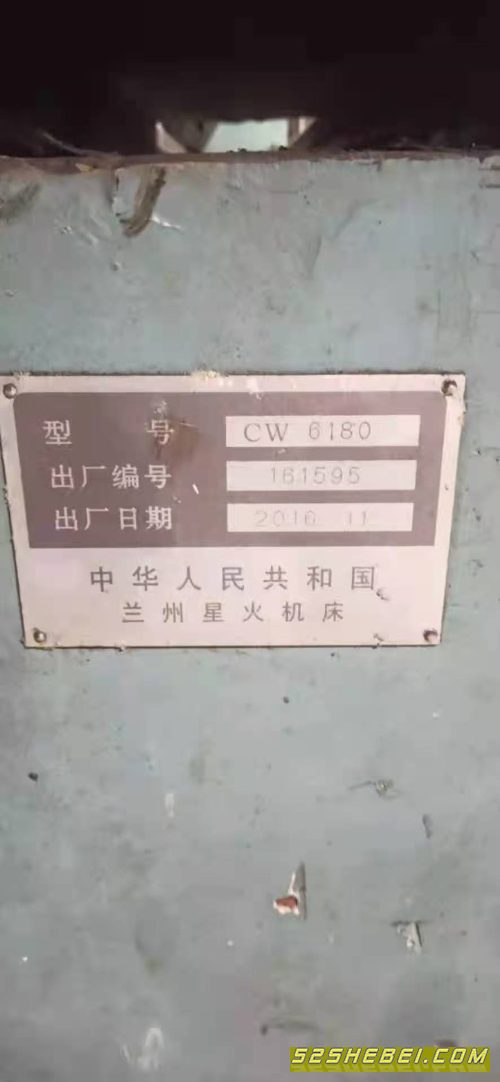 型 号 CW 6180
出厂编号 161595
出厂日期 2016 11
中华人民共和国
兰州星火机床
52SHEBEI.COM